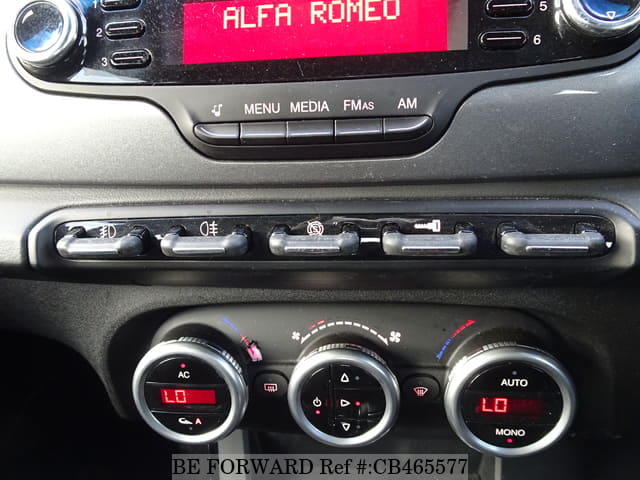 1
2
3
ALFA ROMEO
5
6
MENU MEDIA FMAS AM
AC
LO
A
AUTO
LO
MONO
BE FORWARD Ref #:CB465577